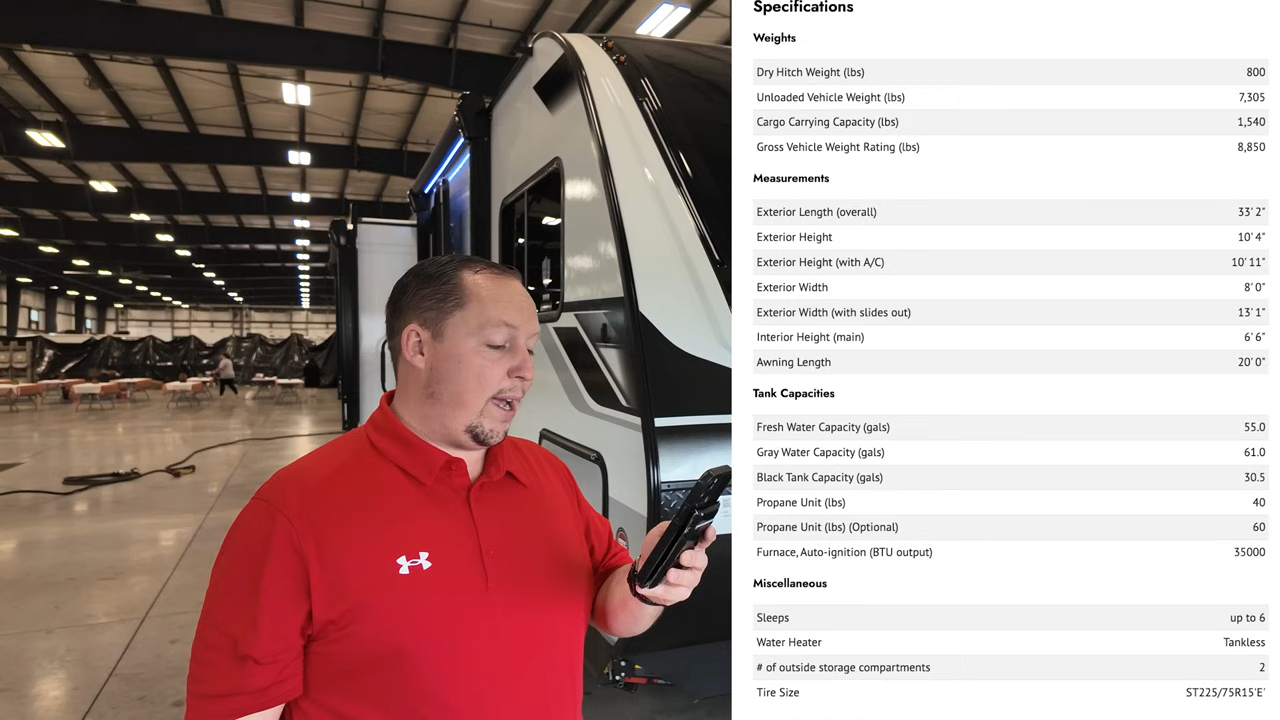 Specifications
Weights
Dry Hitch Weight (lbs) 800
Unloaded Vehicle Weight (lbs) 7,305
Cargo Carrying Capacity (lbs) 1,540
Gross Vehicle Weight Rating (lbs) 8,850
Measurements
Exterior Length (overall) 33' 2"
Exterior Height 10' 4"
Exterior Height (with A/C) 10' 11"
Exterior Width 8' 0"
Exterior Width (with slides out) 13' 1"
Interior Height (main) 6' 6"
Awning Length 20' 0"
Tank Capacities
Fresh Water Capacity (gals) 55.0
Gray Water Capacity (gals) 61.0
Black Tank Capacity (gals) 30.5
Propane Unit (lbs) 40
Propane Unit (lbs) (Optional) 60
Furnace, Auto-ignition (BTU output) 35000
Miscellaneous
Sleeps up to 6
Water Heater Tankless
# of outside storage compartments 2
Tire Size ST225/75R15'E'